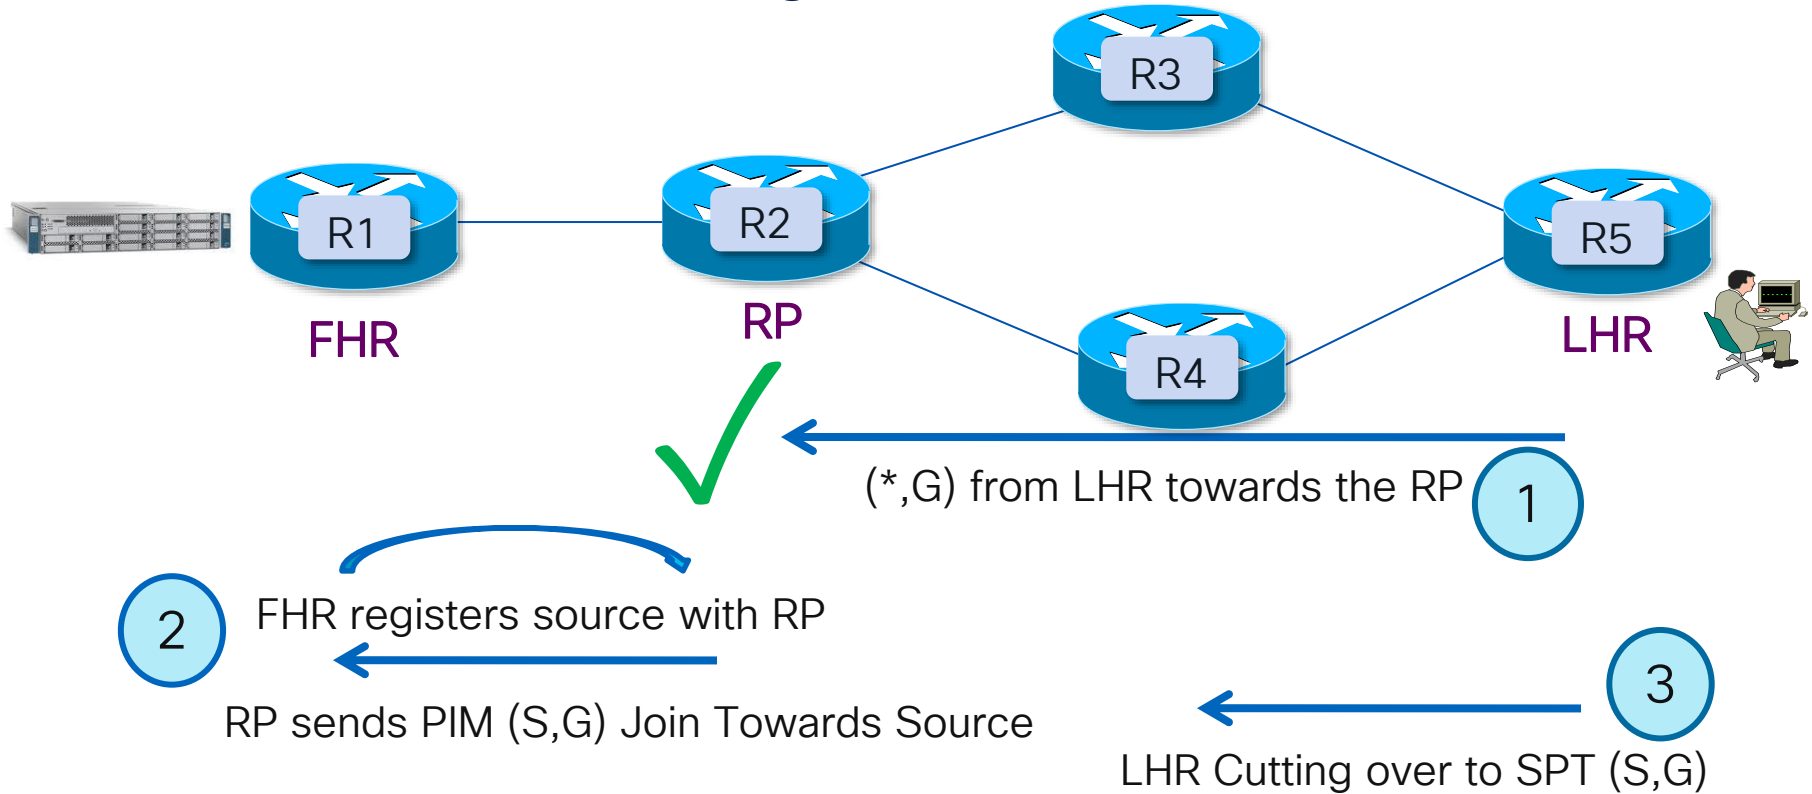 R3
R1
R2
R5
FHR
RP
LHR
R4
(*,G) from LHR towards the RP
1
2
FHR registers source with RP
RP sends PIM (S,G) Join Towards Source
3
LHR Cutting over to SPT (S,G)